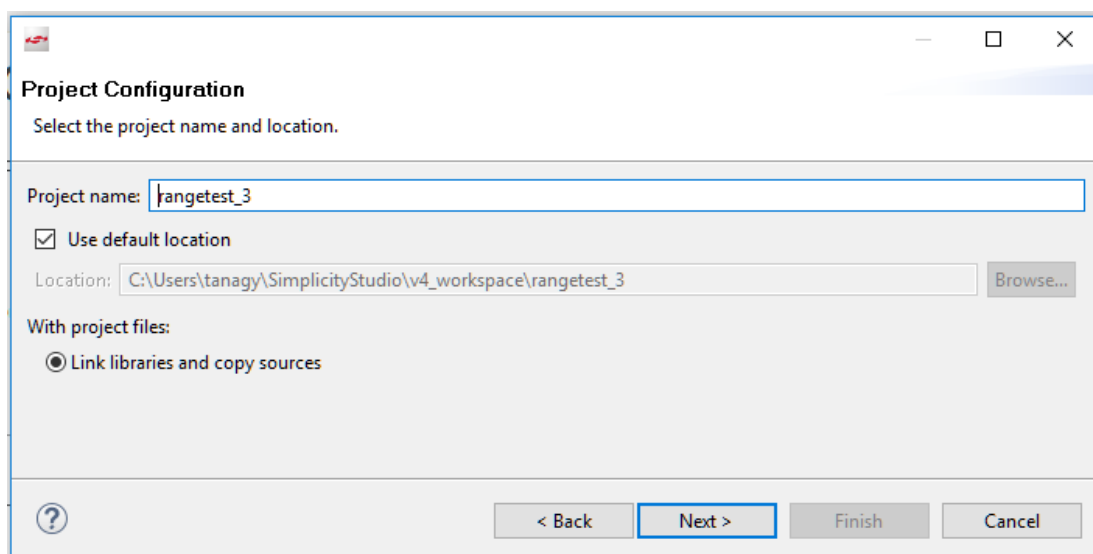 Project Configuration
Select the project name and location.
Project name: rangetest_3
Use default location
Location: C:\Users\tanagy\SimplicityStudio\v4_workspace\rangetest_3 Browse...
With project files:
Link libraries and copy sources
? < Back Next > Finish Cancel